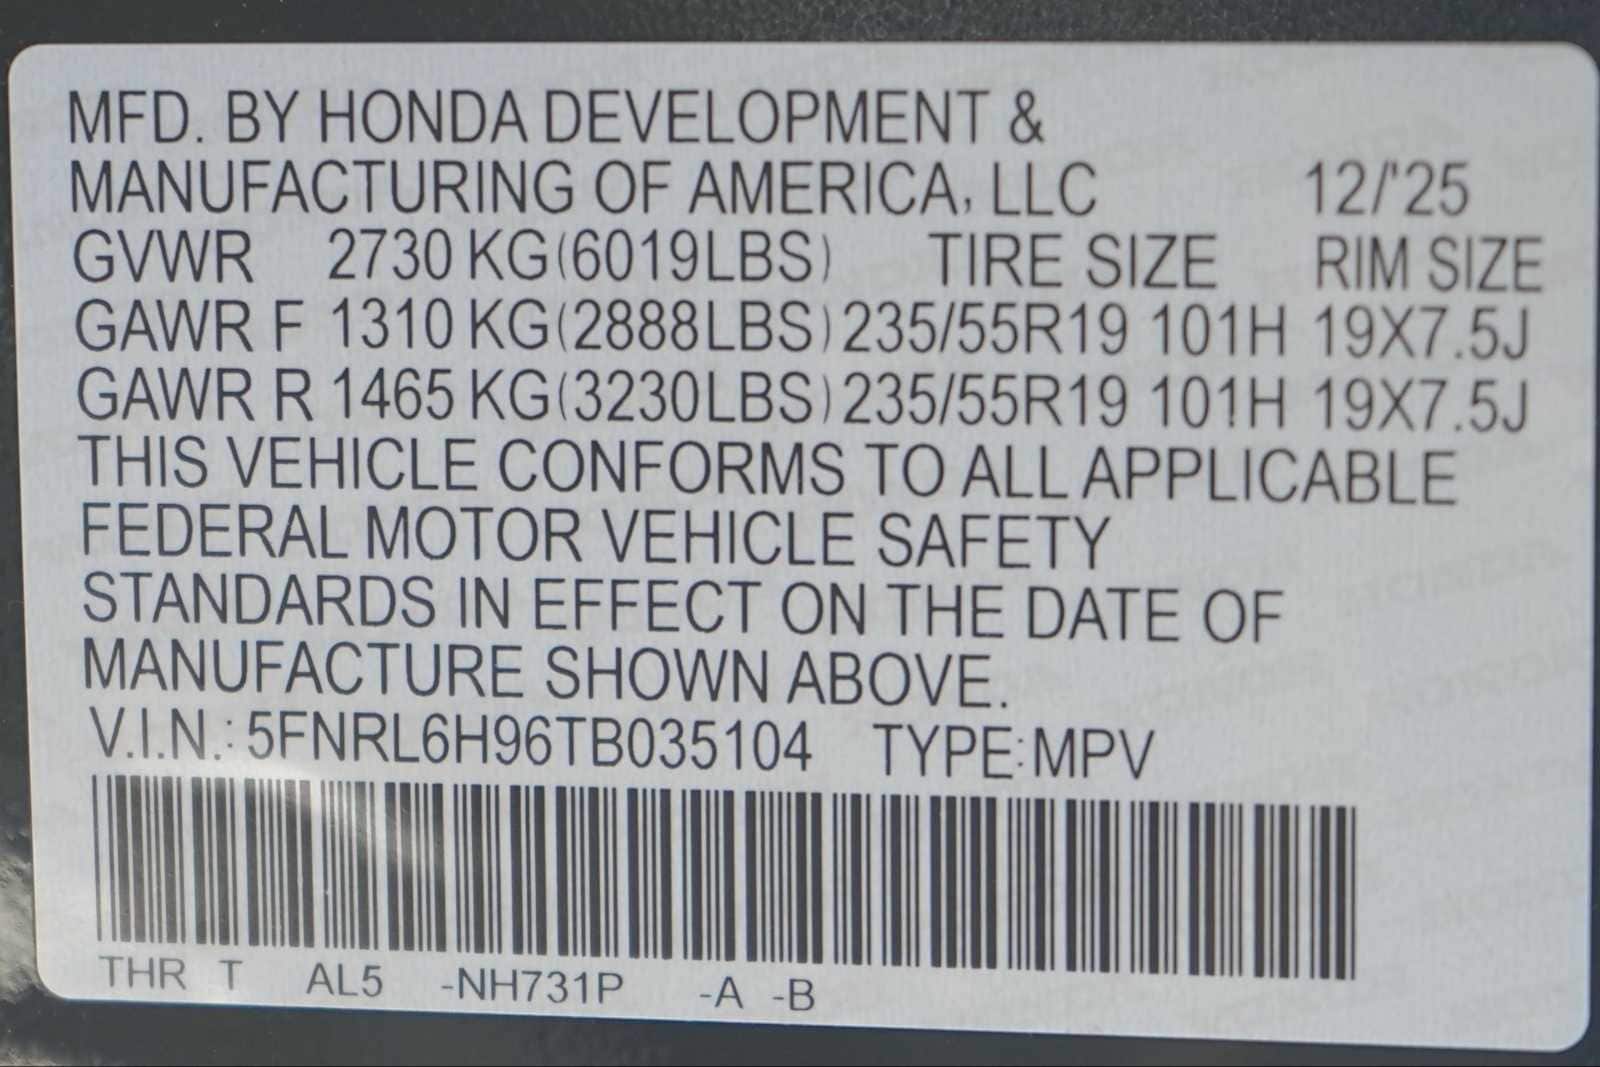 MFD. BY HONDA DEVELOPMENT &
MANUFACTURING OF AMERICA, LLC 12/'25
GVWR 2730 KG(6019LBS) TIRE SIZE RIM SIZE
GAWR F 1310 KG(2888LBS) 235/55R19 101H 19X7.5J
GAWR R 1465 KG(3230LBS) 235/55R19 101H 19X7.5J
THIS VEHICLE CONFORMS TO ALL APPLICABLE
FEDERAL MOTOR VEHICLE SAFETY
STANDARDS IN EFFECT ON THE DATE OF
MANUFACTURE SHOWN ABOVE.
V.I.N.: 5FNRL6H96TB035104 TYPE:MPV
THR T AL5 -NH731P -A -B